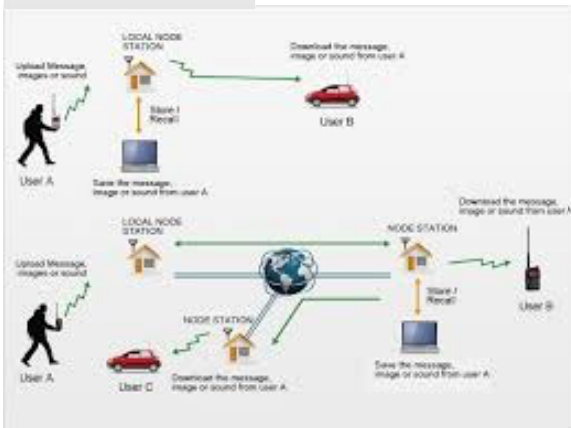 LOCAL NODE
STATION
Upload Message,
images or sound
Download the message,
image or sound from user A
Store /
Recall
User B
User A
Save the message,
image or sound from user A
LOCAL NODE
STATION
Upload Message,
images or sound
NODE STATION
Download the message,
image or sound from user A
Store /
Recall
User B
NODE STATION
User A
User C
Download the message,
image or sound from user A
Save the message,
image or sound from user A